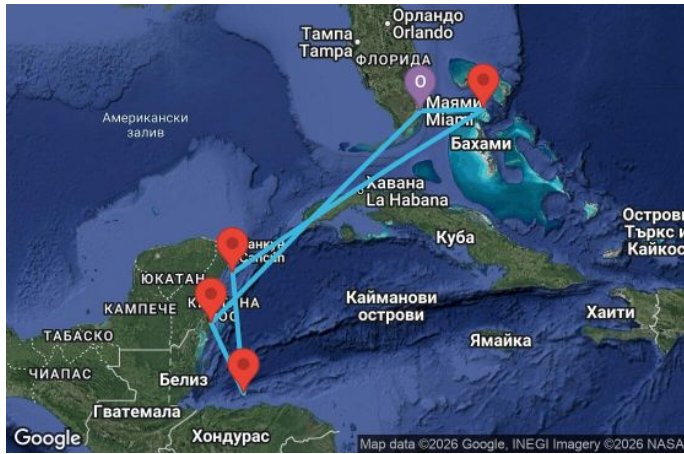 Орландо
Orlando
Тампа
Tampa
ФЛОРИДА
O
Маями
Miami
Американски
залив
Бахами
Хавана
La Habana
Острови
Търкс и
Кайкос
Cancún
Куба
ЮКАТАН
КАМПЕЧЕ
Кайманови
острови
Хаити
ТАБАСКО
Ямайка
ЧИАПАС
Белиз
Гватемала
Хондурас
Google
Map data ©2026 Google, INEGI Imagery ©2026 NASA